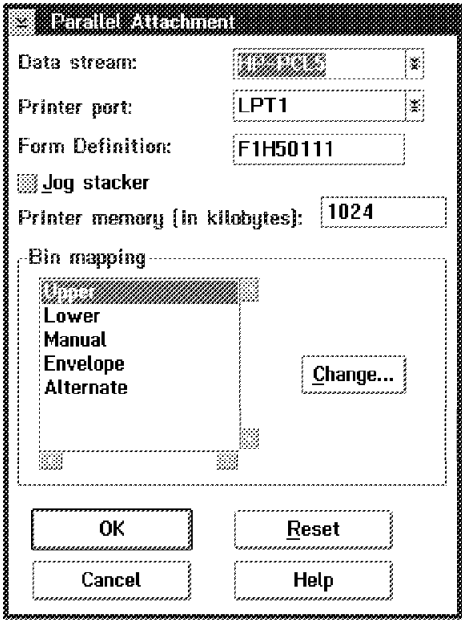 Parallel Attachment
Data stream: HP-PCL5
Printer port: LPT1
Form Definition: F1H50111
Jog stacker
Printer memory (in kilobytes): 1024
Bin mapping
Upper
Lower
Manual
Envelope
Alternate
Change...
OK Reset
Cancel Help